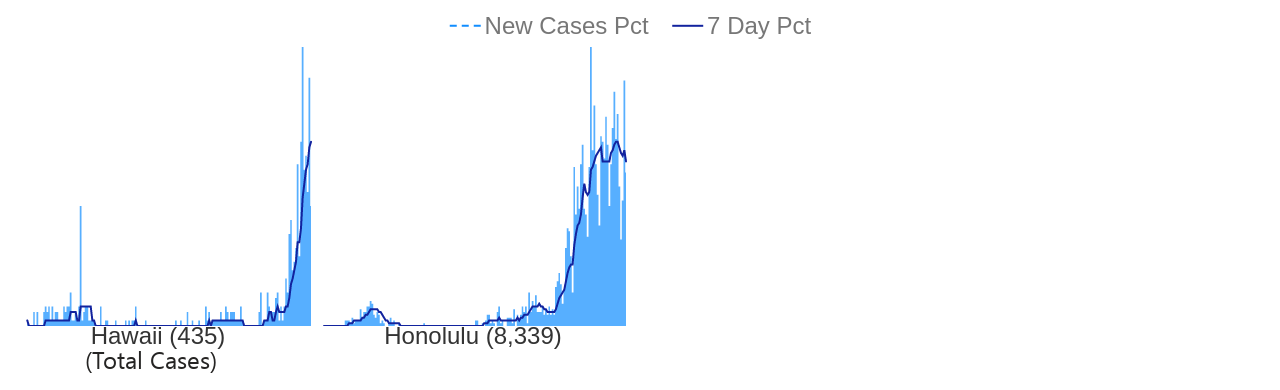 New Cases Pct 7 Day Pct
Hawaii (435) Honolulu (8,339)
(Total Cases)